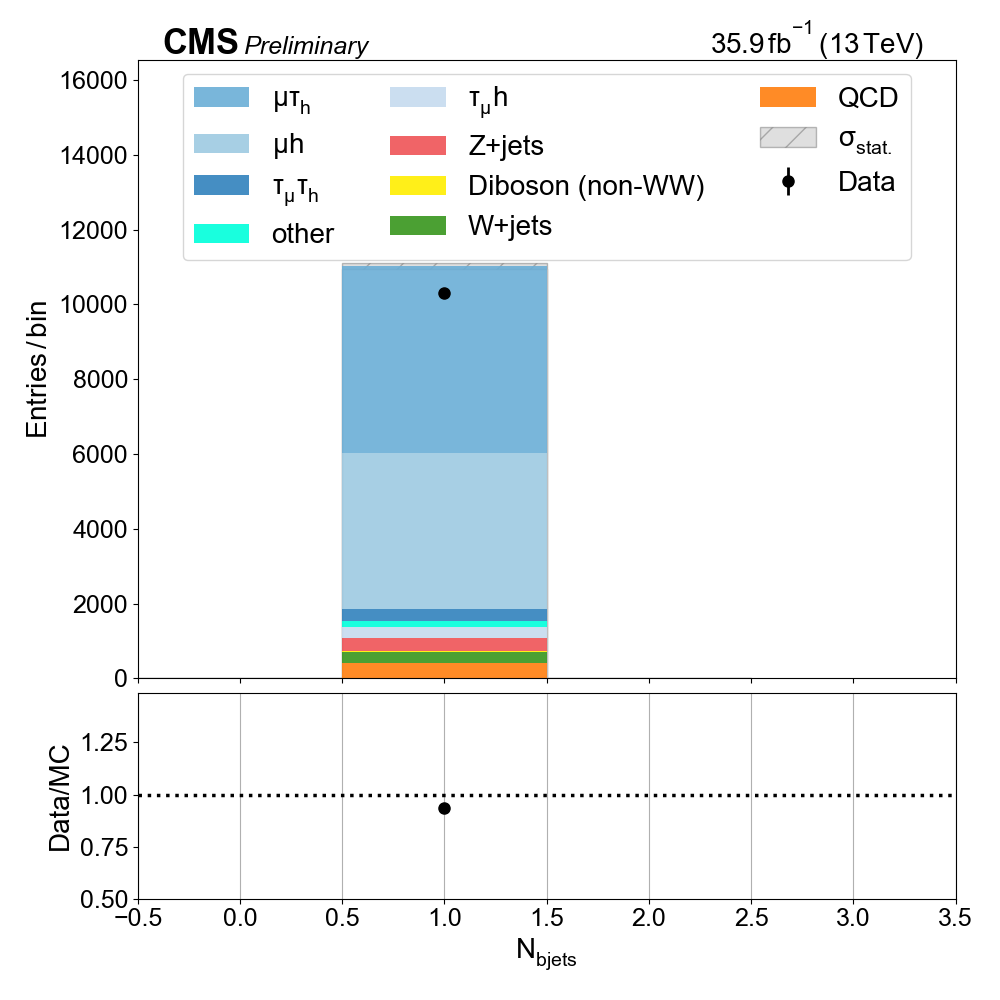 CMS Preliminary 35.9 fb⁻¹ (13 TeV)
16000
14000
12000
10000
8000
6000
4000
2000
0
Entries / bin
μτ_h
μh
τ_μτ_h
other
τ_μh
Z+jets
Diboson (non-WW)
W+jets
QCD
σ_stat.
Data
1.25
1.00
0.75
0.50
Data/MC
−0.5 0.0 0.5 1.0 1.5 2.0 2.5 3.0 3.5
N_bjets